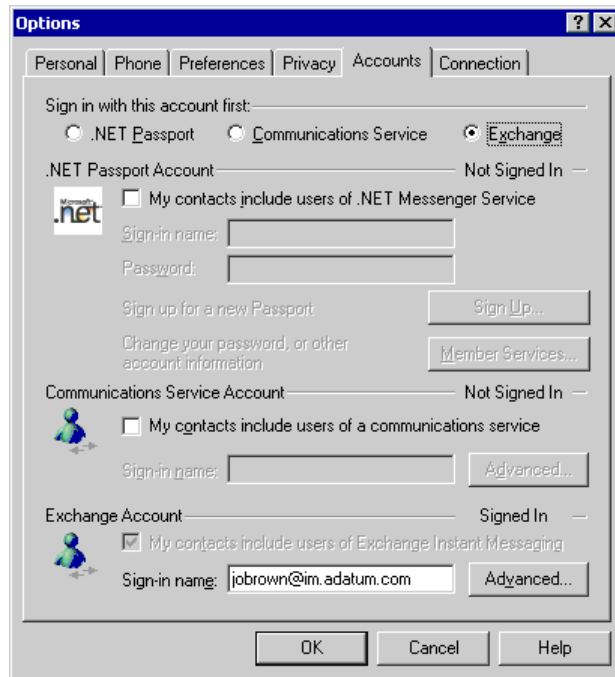 Options
Personal Phone Preferences Privacy Accounts Connection
Sign in with this account first:
.NET Passport Communications Service Exchange
.NET Passport Account Not Signed In
Microsoft
.net
My contacts include users of .NET Messenger Service
Sign-in name:
Password:
Sign up for a new Passport Sign Up...
Change your password, or other
account information
Member Services...
Communications Service Account Not Signed In
My contacts include users of a communications service
Sign-in name: Advanced...
Exchange Account Signed In
My contacts include users of Exchange Instant Messaging
Sign-in name: jobrown@im.adatum.com Advanced...
OK Cancel Help